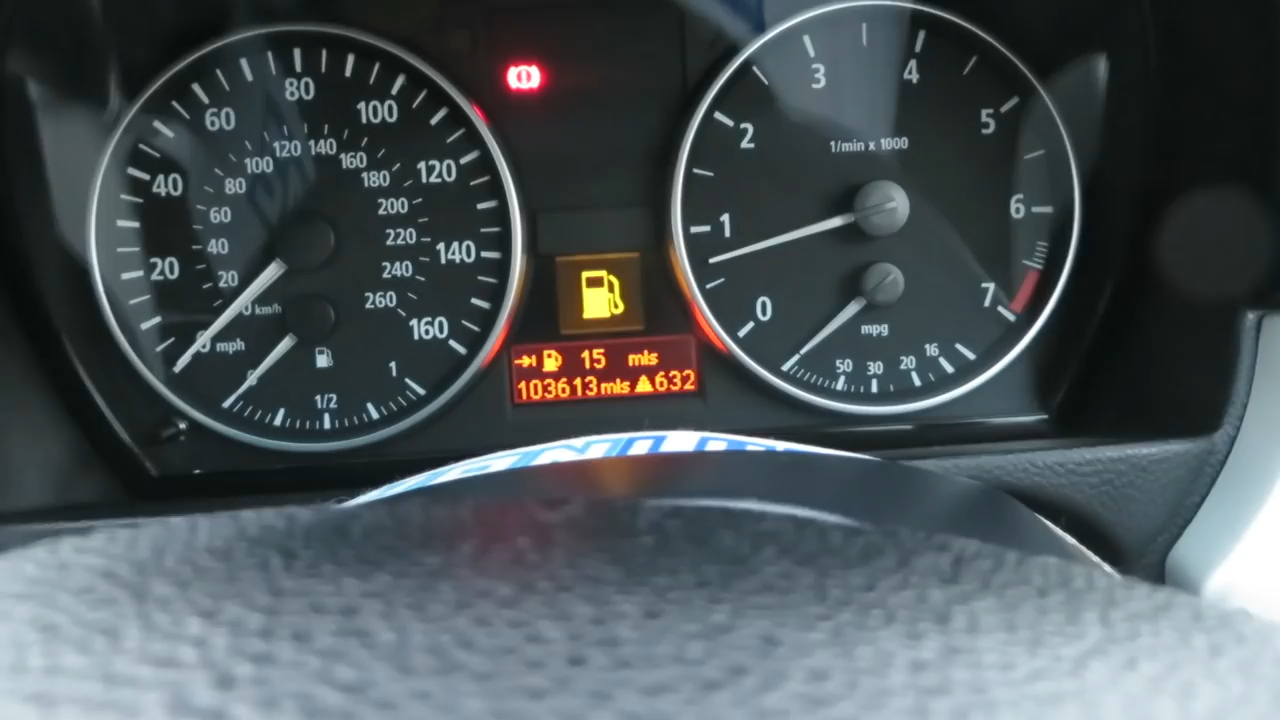 20 40 60 80 100 120 140 160
20 40 60 80 100 120 140 160 180 200 220 240 260
0 km/h
0 mph
0 1/2 1
15 mls
103613 mls 632
0 1 2 3 4 5 6 7
1/min x 1000
mpg
50 30 20 16